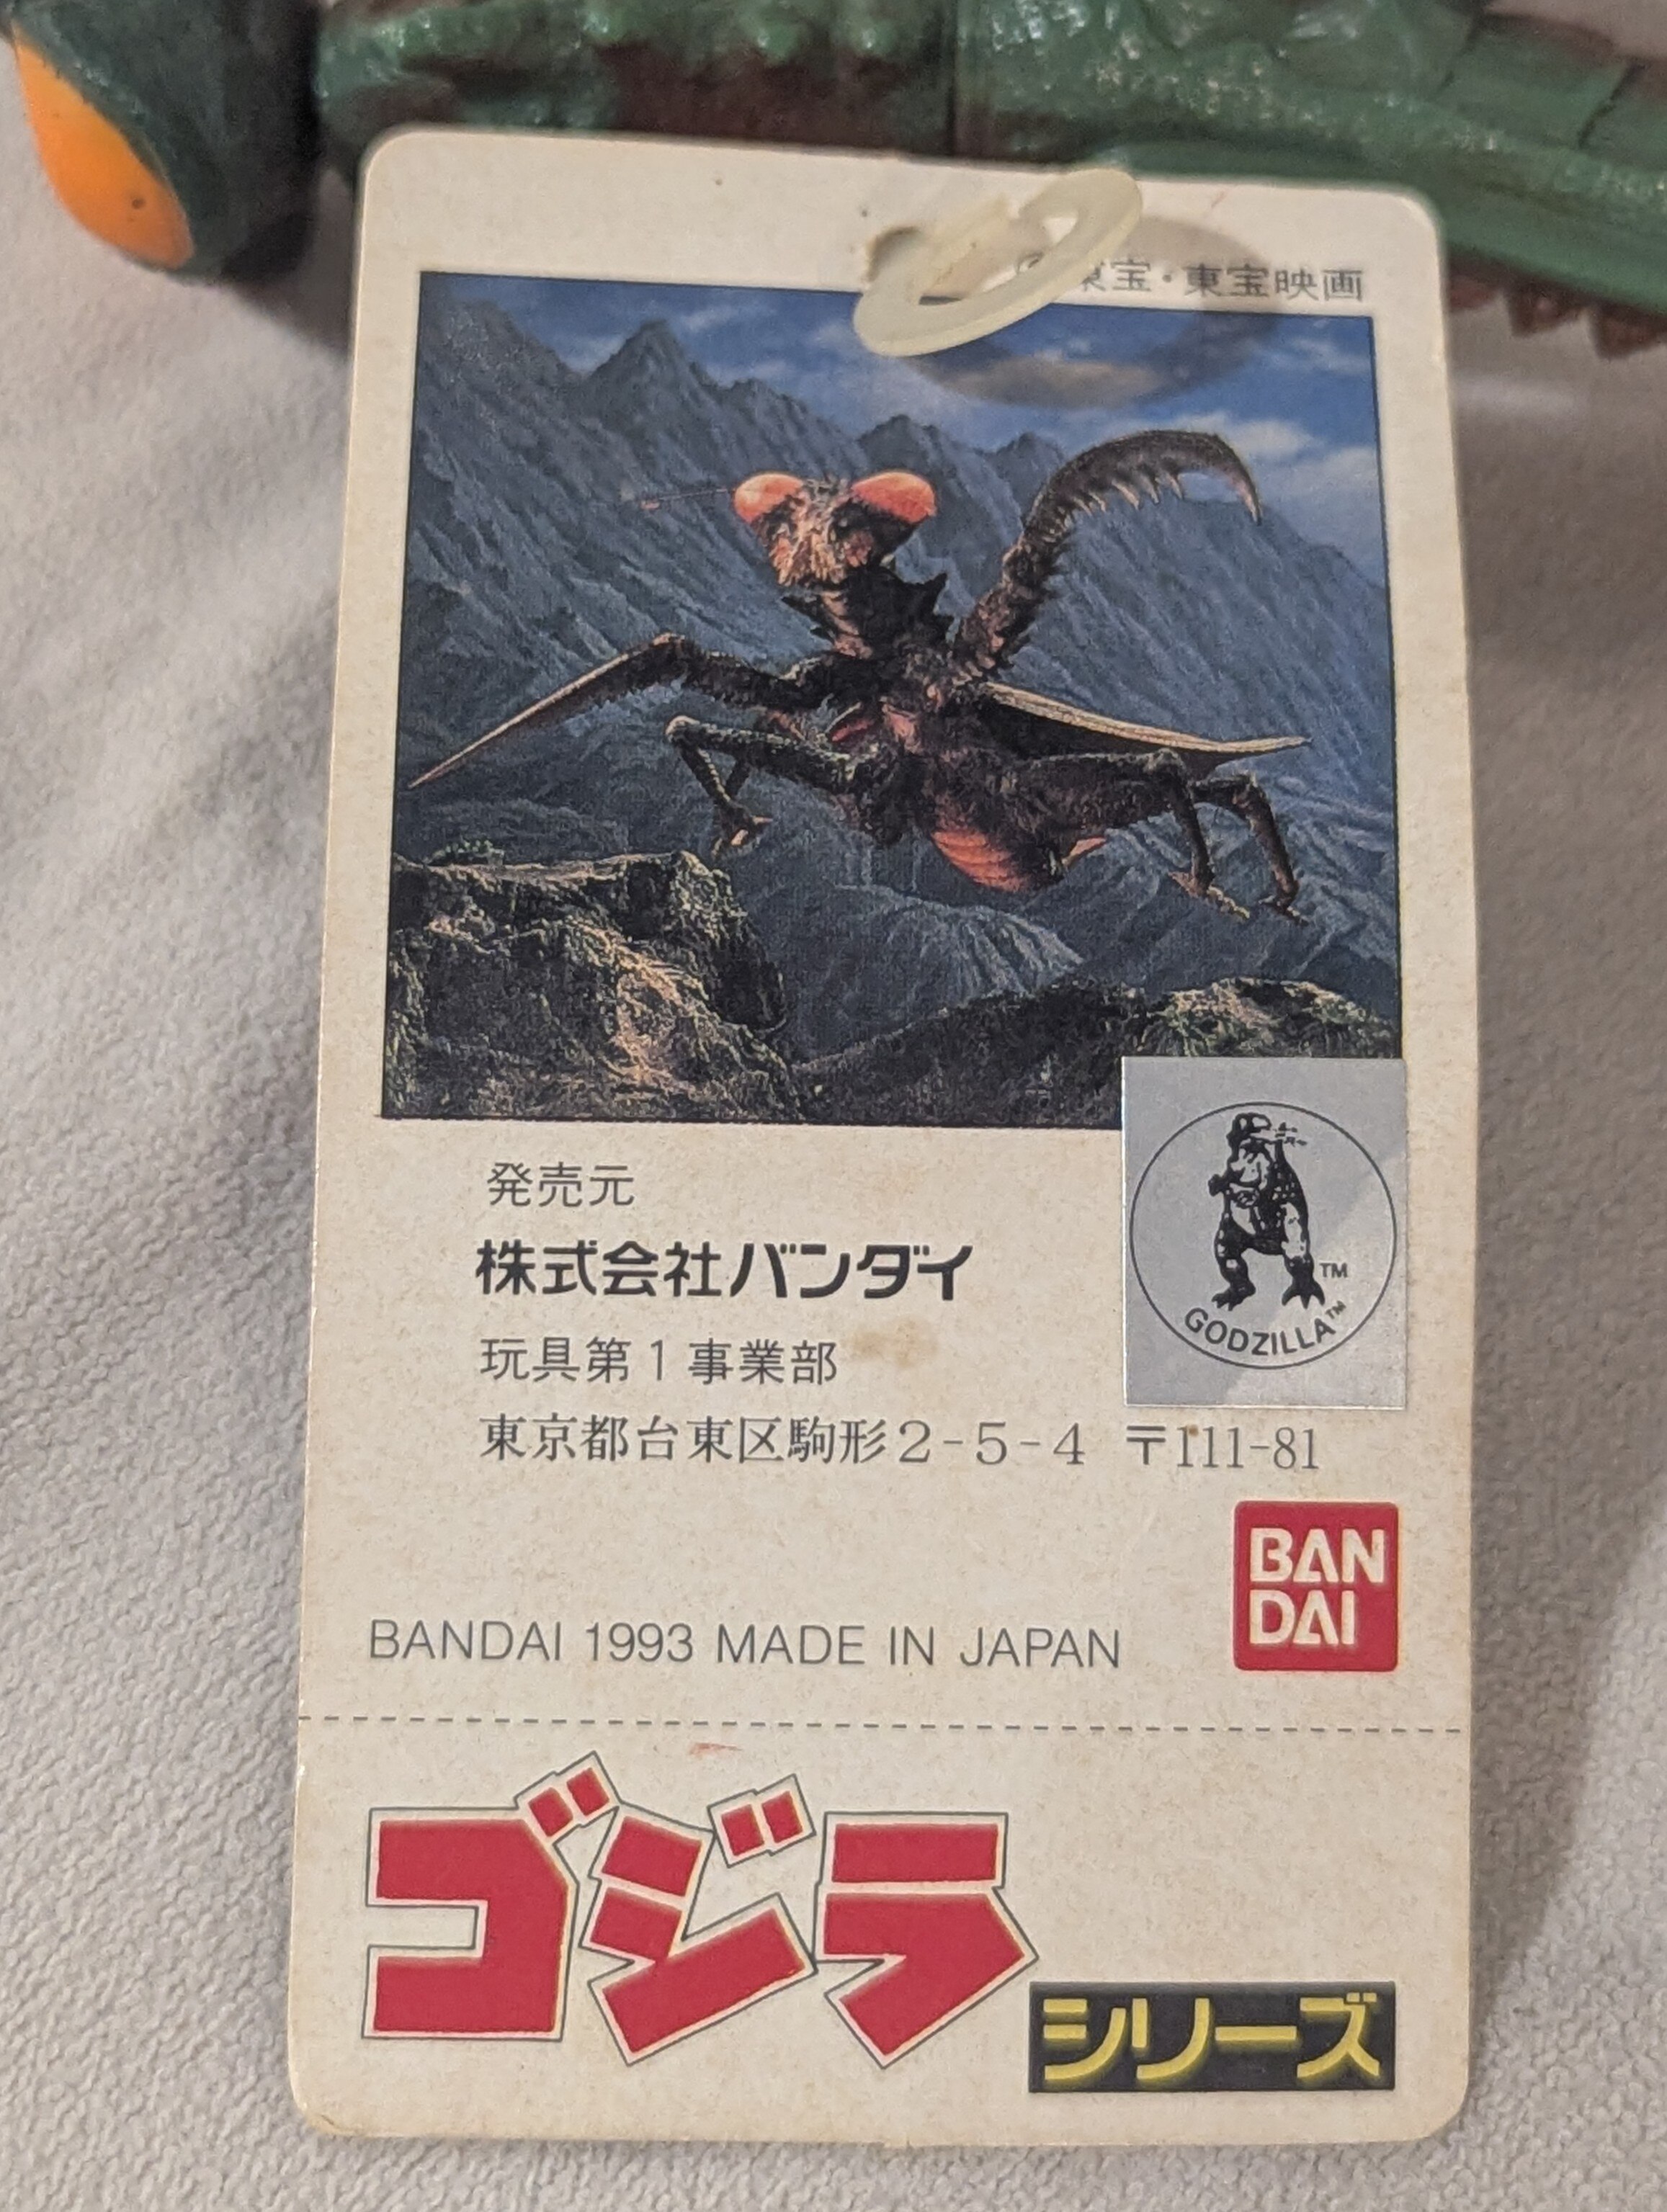 東宝・東宝映画
発売元
株式会社バンダイ
玩具第1事業部
東京都台東区駒形2-5-4 〒111-81
TM
GODZILLA™
BAN
DAI
BANDAI 1993 MADE IN JAPAN
ゴジラ
シリーズ